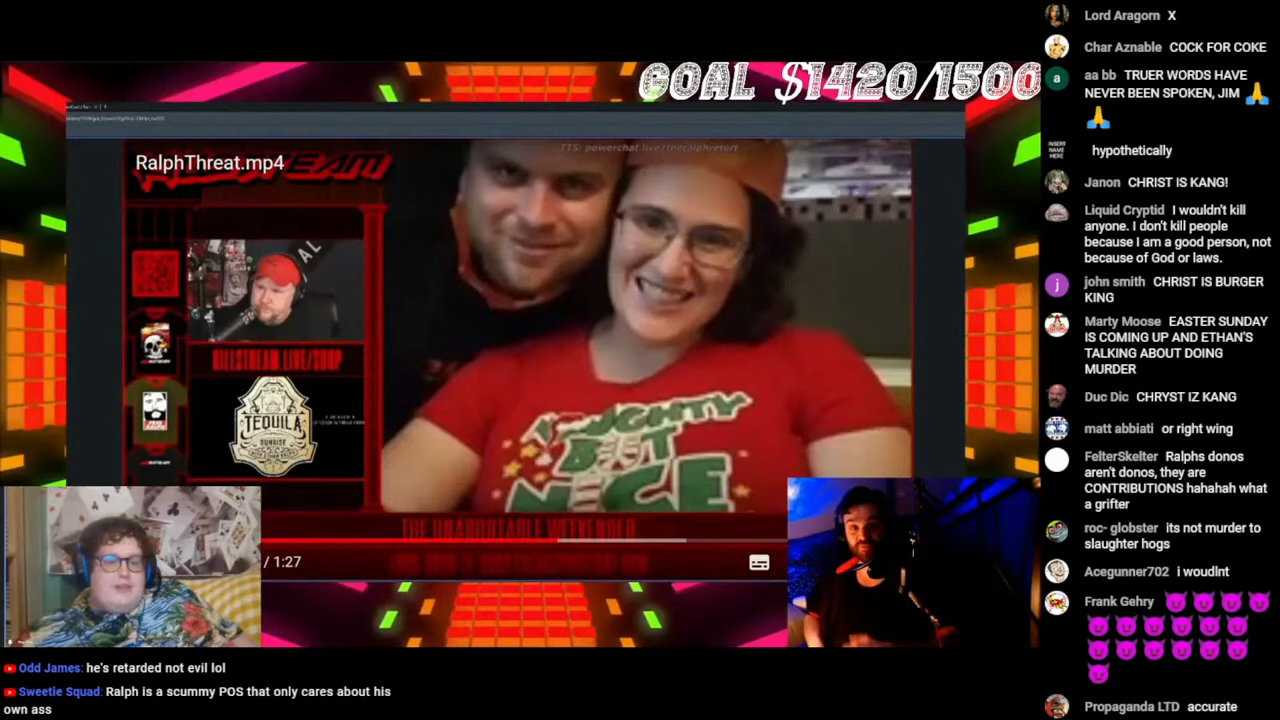 GOAL $1420/1500
TTS: powerchat.live/theralphretort
RalphThreat.mp4
AL
KILLSTREAM.LIVE/SHOP
TEQUILA
SUNRISE
NAUGHTY
BUT
NICE
/ 1:27
Odd James: he's retarded not evil lol
Sweetie Squad: Ralph is a scummy POS that only cares about his
own ass
Lord Aragorn X
Char Aznable COCK FOR COKE
aa bb TRUER WORDS HAVE
NEVER BEEN SPOKEN, JIM 🙏
🙏
INSERT
NAME
HERE
hypothetically
Janon CHRIST IS KANG!
Liquid Cryptid I wouldn't kill
anyone. I don't kill people
because I am a good person, not
because of God or laws.
john smith CHRIST IS BURGER
KING
Marty Moose EASTER SUNDAY
IS COMING UP AND ETHAN'S
TALKING ABOUT DOING
MURDER
Duc Dic CHRYST IZ KANG
matt abbiati or right wing
FelterSkelter Ralphs donos
aren't donos, they are
CONTRIBUTIONS hahahah what
a grifter
roc- globster its not murder to
slaughter hogs
Acegunner702 i woudlnt
Frank Gehry 😈😈😈😈
😈😈😈😈😈😈
😈😈😈😈😈😈
😈
Propaganda LTD accurate